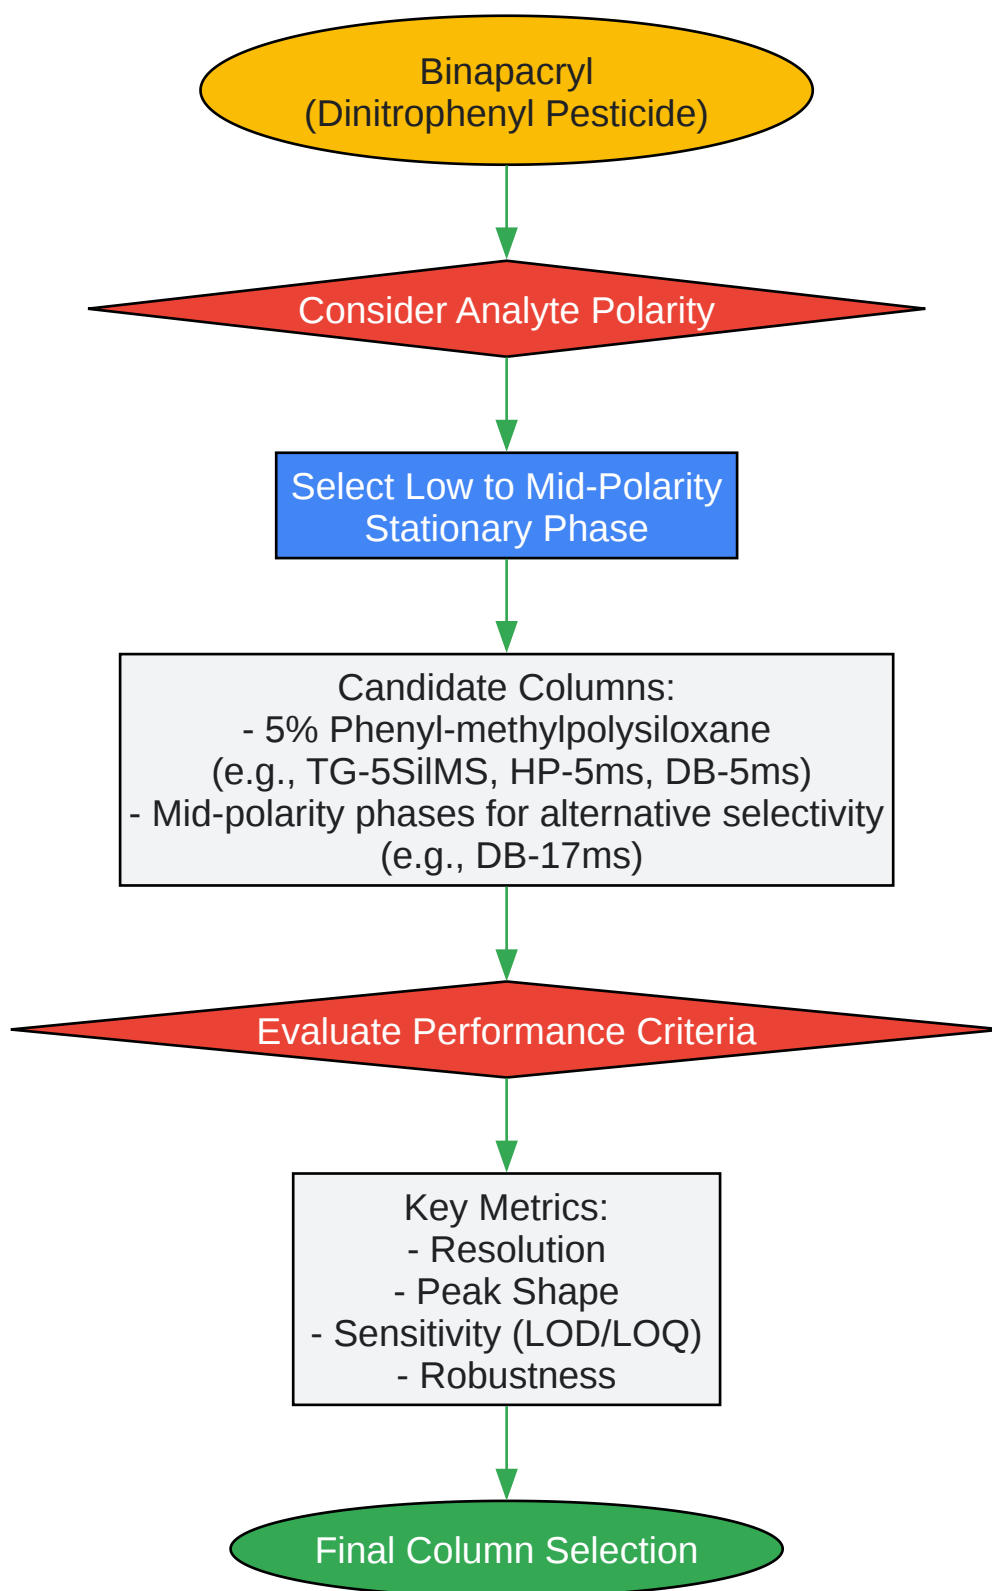 Binapacryl
(Dinitrophenyl Pesticide)
Consider Analyte Polarity
Select Low to Mid-Polarity
Stationary Phase
Candidate Columns:
- 5% Phenyl-methylpolysiloxane
(e.g., TG-5SilMS, HP-5ms, DB-5ms)
- Mid-polarity phases for alternative selectivity
(e.g., DB-17ms)
Evaluate Performance Criteria
Key Metrics:
- Resolution
- Peak Shape
- Sensitivity (LOD/LOQ)
- Robustness
Final Column Selection